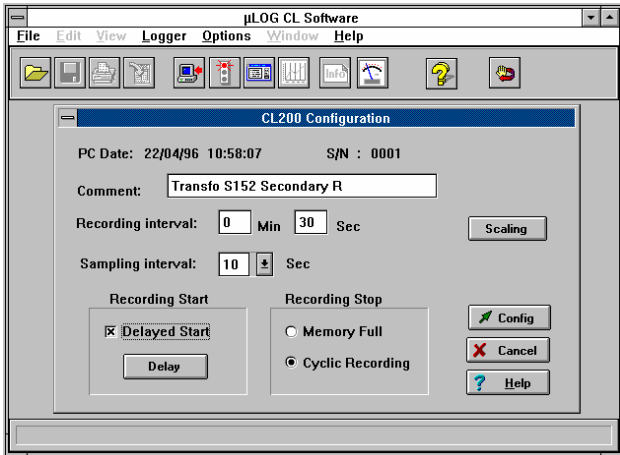 µLOG CL Software
File Edit View Logger Options Window Help
Info
CL200 Configuration
PC Date: 22/04/96 10:58:07 S/N : 0001
Comment: Transfo S152 Secondary R
Recording interval: 0 Min 30 Sec
Scaling
Sampling interval: 10 Sec
Recording Start Recording Stop
Delayed Start Memory Full
Config
Delay Cyclic Recording
Cancel
Help